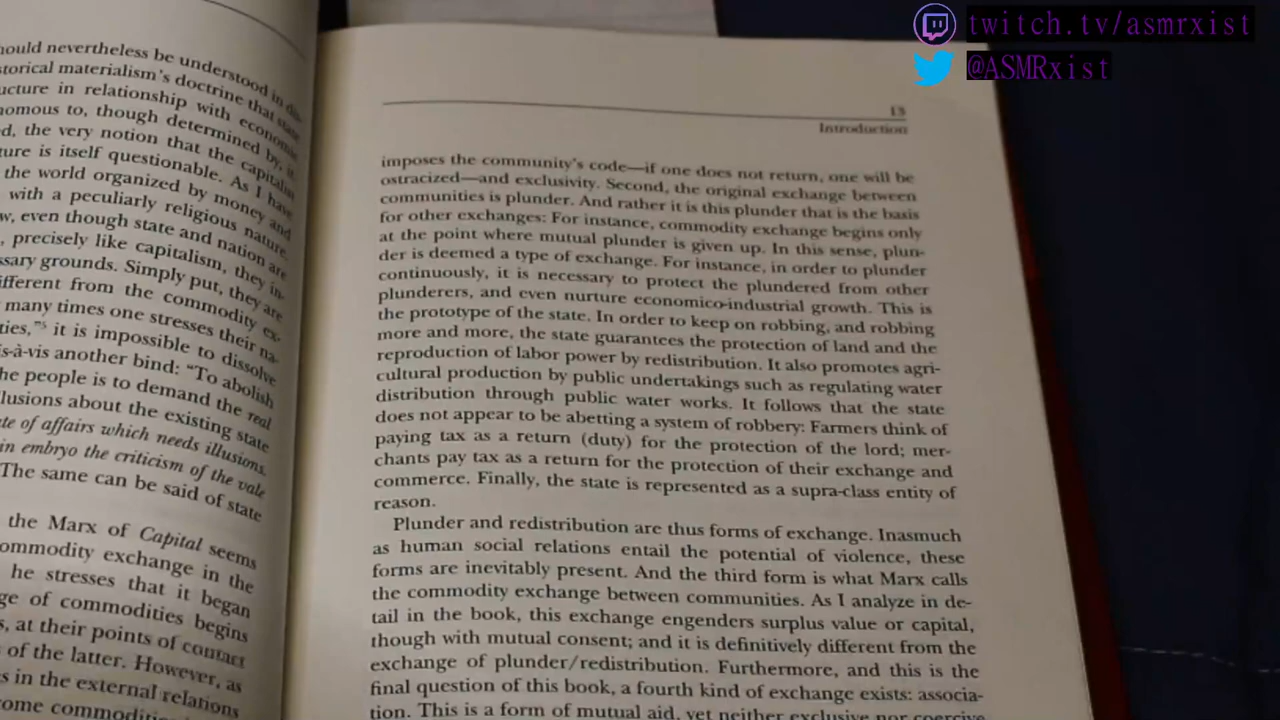 twitch.tv/asmrxist
@ASMRxist
hould nevertheless be understood in
storical materialism's doctrine that state
ucture in relationship with economic
nomous to, though determined by, it.
d, the very notion that the capitalist
ture is itself questionable. As I have
the world organized by money and
with a peculiarly religious nature.
w, even though state and nation are
, precisely like capitalism, they in-
ssary grounds. Simply put, they are
ifferent from the commodity ex-
many times one stresses their na-
ties,"⁵ it is impossible to dissolve
is-à-vis another bind: "To abolish
he people is to demand the real
llusions about the existing state
te of affairs which needs illusions.
in embryo the criticism of the vale
The same can be said of state
the Marx of Capital seems
ommodity exchange in the
he stresses that it began
ge of commodities begins
s, at their points of contact
of the latter. However, as
s in the external relations
come commodities
13
Introduction
imposes the community's code—if one does not return, one will be
ostracized—and exclusivity. Second, the original exchange between
communities is plunder. And rather it is this plunder that is the basis
for other exchanges: For instance, commodity exchange begins only
at the point where mutual plunder is given up. In this sense, plun-
der is deemed a type of exchange. For instance, in order to plunder
continuously, it is necessary to protect the plundered from other
plunderers, and even nurture economico-industrial growth. This is
the prototype of the state. In order to keep on robbing, and robbing
more and more, the state guarantees the protection of land and the
reproduction of labor power by redistribution. It also promotes agri-
cultural production by public undertakings such as regulating water
distribution through public water works. It follows that the state
does not appear to be abetting a system of robbery: Farmers think of
paying tax as a return (duty) for the protection of the lord; mer-
chants pay tax as a return for the protection of their exchange and
commerce. Finally, the state is represented as a supra-class entity of
reason.
Plunder and redistribution are thus forms of exchange. Inasmuch
as human social relations entail the potential of violence, these
forms are inevitably present. And the third form is what Marx calls
the commodity exchange between communities. As I analyze in de-
tail in the book, this exchange engenders surplus value or capital,
though with mutual consent; and it is definitively different from the
exchange of plunder/redistribution. Furthermore, and this is the
final question of this book, a fourth kind of exchange exists: associa-
tion. This is a form of mutual aid, yet neither exclusive nor coercive